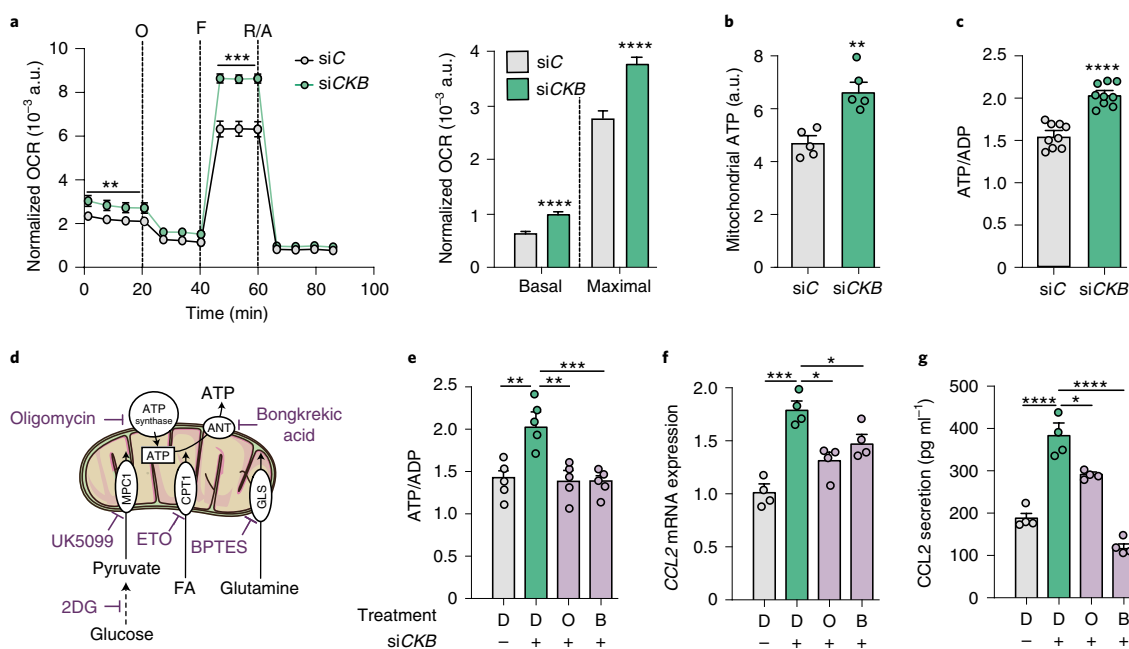 a
O
F
R/A
10
8
6
4
2
0
Normalized OCR (10⁻³ a.u.)
**
***
siC
siCKB
0 20 40 60 80 100
Time (min)
4
3
2
1
0
Normalized OCR (10⁻³ a.u.)
siC
siCKB
****
****
Basal Maximal
b
8
6
4
2
0
Mitochondrial ATP (a.u.)
**
siC siCKB
c
2.5
2.0
1.5
1.0
0.5
0
ATP/ADP
****
siC siCKB
d
Oligomycin
ATP
synthase
ATP
ANT
ATP
Bongkrekic
acid
MPC1
CPT1
GLS
UK5099
ETO
BPTES
Pyruvate
FA
Glutamine
2DG
Glucose
e
2.5
2.0
1.5
1.0
0.5
0
ATP/ADP
***
** **
Treatment D D O B
siCKB – + + +
f
2.0
1.5
1.0
0.5
0
CCL2 mRNA expression
*
*** *
D D O B
– + + +
g
500
400
300
200
100
0
CCL2 secretion (pg ml⁻¹)
****
**** *
D D O B
– + + +